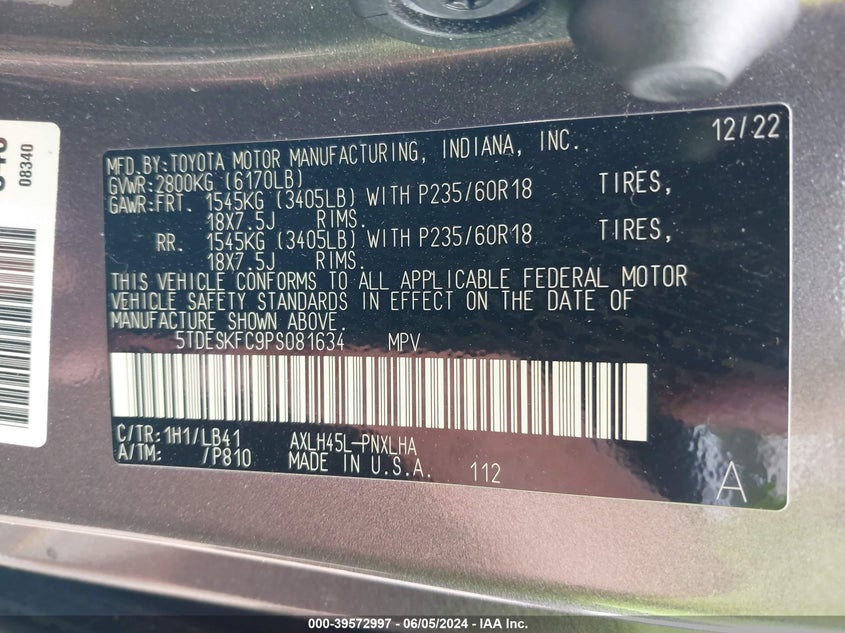 08340
12/22
MFD.BY:TOYOTA MOTOR MANUFACTURING, INDIANA, INC.
GVWR:2800KG (6170LB)
GAWR:FRT. 1545KG (3405LB) WITH P235/60R18 TIRES,
18X7.5J RIMS.
RR. 1545KG (3405LB) WITH P235/60R18 TIRES,
18X7.5J RIMS.
THIS VEHICLE CONFORMS TO ALL APPLICABLE FEDERAL MOTOR
VEHICLE SAFETY STANDARDS IN EFFECT ON THE DATE OF
MANUFACTURE SHOWN ABOVE.
5TDESKFC9PS081634 MPV
C/TR:1H1/LB41 AXLH45L-PNXLHA
A/TM: /P810 MADE IN U.S.A. 112
A
000-39572997 - 06/05/2024 - IAA Inc.